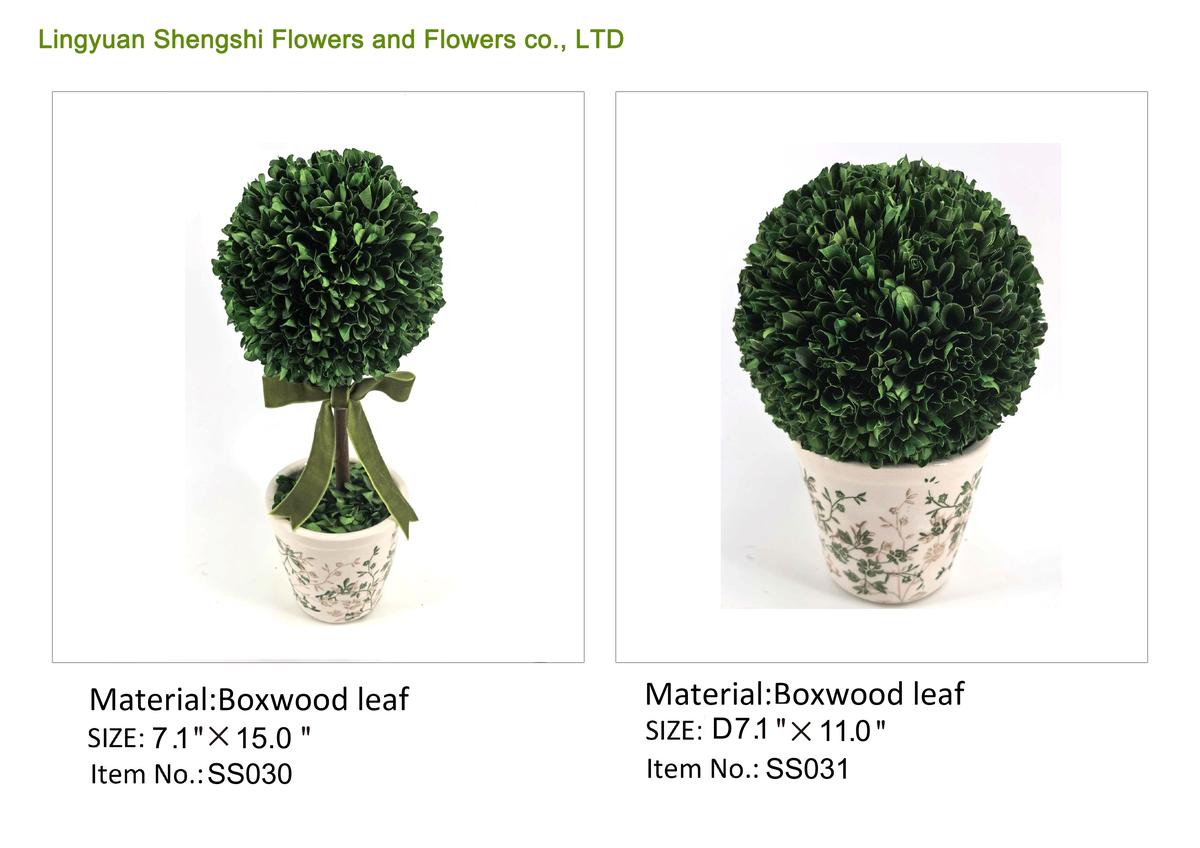 Lingyuan Shengshi Flowers and Flowers co., LTD
Material:Boxwood leaf
SIZE: 7.1"×15.0 "
Item No.:SS030
Material:Boxwood leaf
SIZE: D7.1 "×11.0"
Item No.: SS031